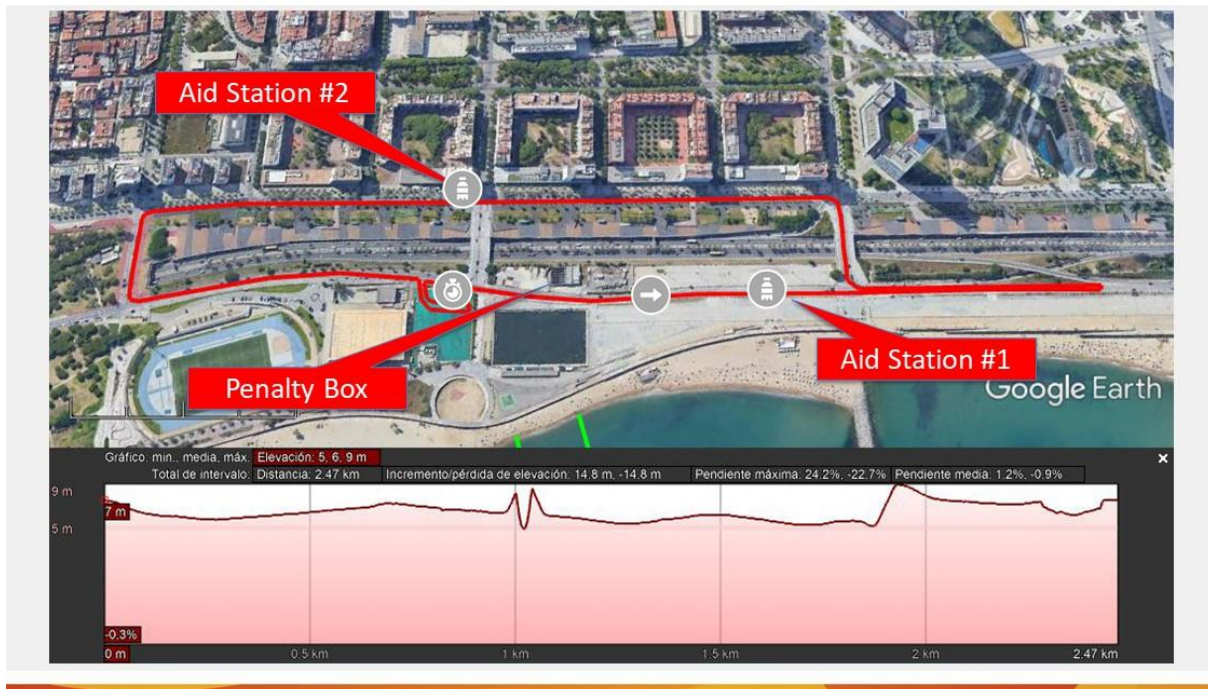 Aid Station #2
Aid Station #1
Penalty Box
Google Earth
Gráfico: min., media, máx. Elevación: 5, 6, 9 m
Total de intervalo: Distancia: 2.47 km Incremento/pérdida de elevación: 14.8 m, -14.8 m Pendiente máxima: 24.2%, -22.7% Pendiente media: 1.2%, -0.9%
9 m
7 m
5 m
-0.3%
0 m 0.5 km 1 km 1.5 km 2 km 2.47 km